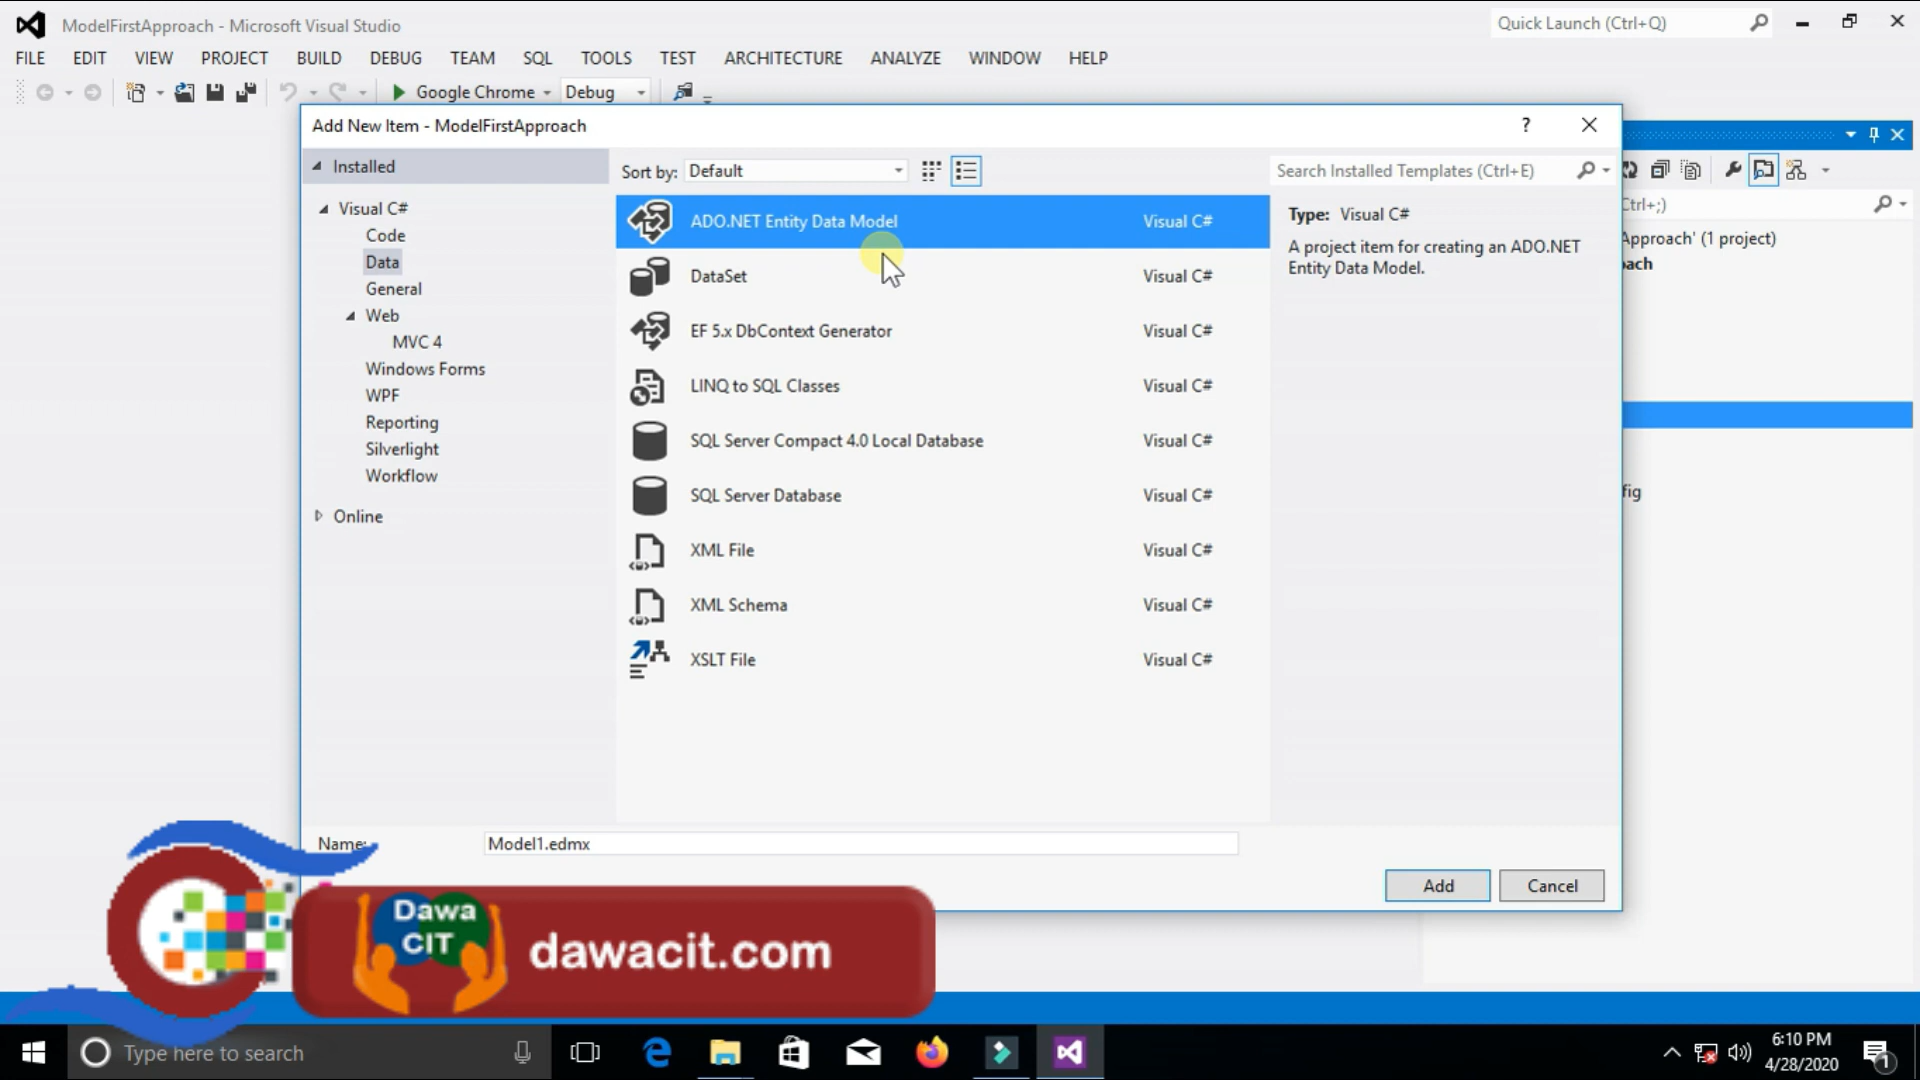 ModelFirstApproach - Microsoft Visual Studio
Quick Launch (Ctrl+Q)
FILE EDIT VIEW PROJECT BUILD DEBUG TEAM SQL TOOLS TEST ARCHITECTURE ANALYZE WINDOW HELP
Google Chrome Debug
Add New Item - ModelFirstApproach
?
Installed
Sort by: Default
Search Installed Templates (Ctrl+E)
Visual C#
Code
Data
General
Web
MVC 4
Windows Forms
WPF
Reporting
Silverlight
Workflow
Online
ADO.NET Entity Data Model Visual C#
DataSet Visual C#
EF 5.x DbContext Generator Visual C#
LINQ to SQL Classes Visual C#
SQL Server Compact 4.0 Local Database Visual C#
SQL Server Database Visual C#
XML File Visual C#
XML Schema Visual C#
XSLT File Visual C#
Type: Visual C#
A project item for creating an ADO.NET
Entity Data Model.
Ctrl+;)
Approach' (1 project)
ach
fig
Name: Model1.edmx
Add Cancel
Dawa
CIT
dawacit.com
Type here to search
6:10 PM
4/28/2020
1